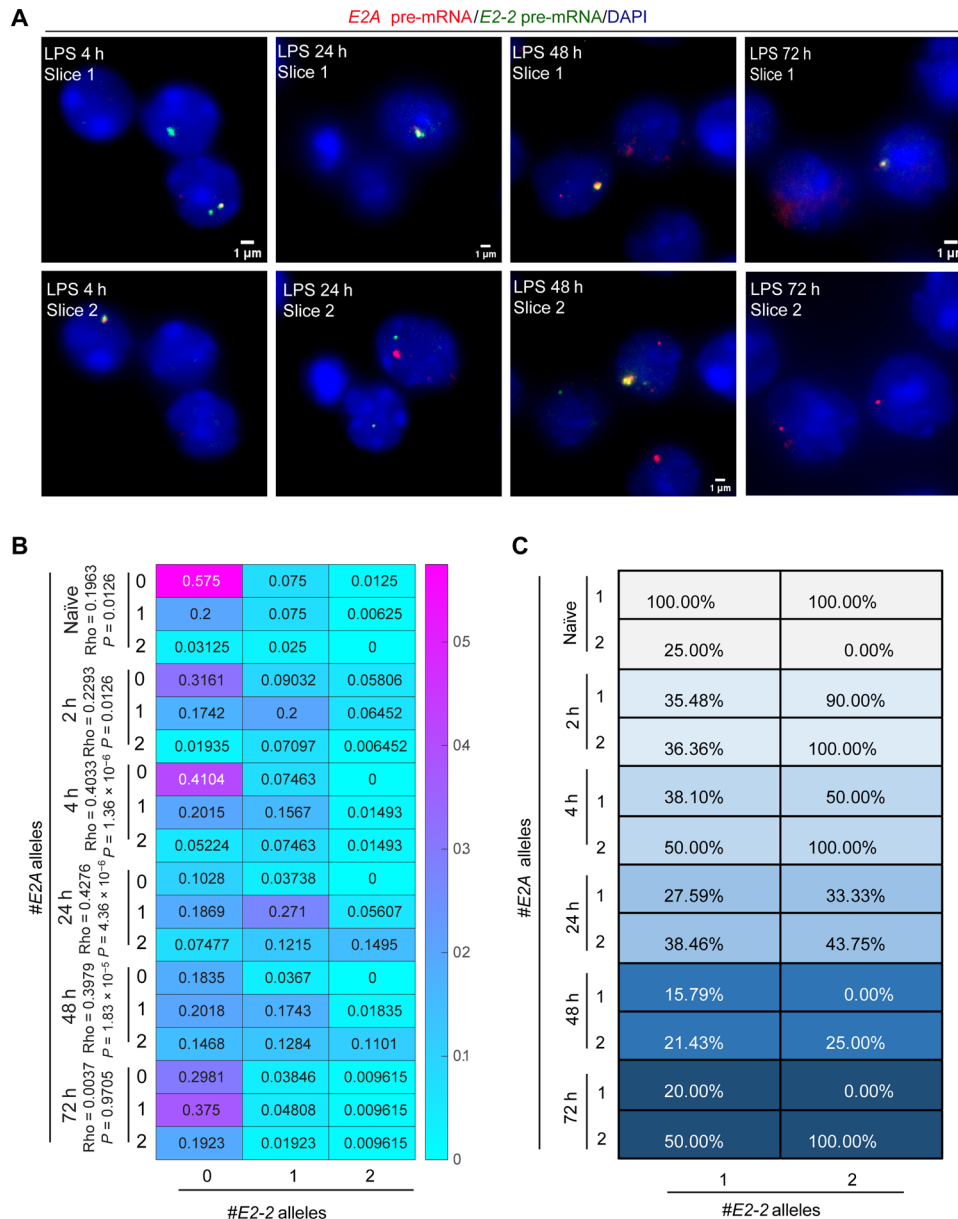 A
E2A pre-mRNA/E2-2 pre-mRNA/DAPI
LPS 4 h
Slice 1
1 µm
LPS 24 h
Slice 1
1 µm
LPS 48 h
Slice 1
LPS 72 h
Slice 1
1 µm
LPS 4 h
Slice 2
LPS 24 h
Slice 2
LPS 48 h
Slice 2
1 µm
LPS 72 h
Slice 2
B
#E2A alleles
Naïve
Rho = 0.1963
P = 0.0126
0 0.575 0.075 0.0125
1 0.2 0.075 0.00625
2 0.03125 0.025 0
2 h
Rho = 0.2293
P = 0.0126
0 0.3161 0.09032 0.05806
1 0.1742 0.2 0.06452
2 0.01935 0.07097 0.006452
4 h
Rho = 0.4033
P = 1.36 × 10⁻⁶
0 0.4104 0.07463 0
1 0.2015 0.1567 0.01493
2 0.05224 0.07463 0.01493
24 h
Rho = 0.4276
P = 4.36 × 10⁻⁶
0 0.1028 0.03738 0
1 0.1869 0.271 0.05607
2 0.07477 0.1215 0.1495
48 h
Rho = 0.3979
P = 1.83 × 10⁻⁵
0 0.1835 0.0367 0
1 0.2018 0.1743 0.01835
2 0.1468 0.1284 0.1101
72 h
Rho = 0.0037
P = 0.9705
0 0.2981 0.03846 0.009615
1 0.375 0.04808 0.009615
2 0.1923 0.01923 0.009615
0 1 2
#E2-2 alleles
05
04
03
02
0.1
0
C
#E2A alleles
Naïve
1 100.00% 100.00%
2 25.00% 0.00%
2 h
1 35.48% 90.00%
2 36.36% 100.00%
4 h
1 38.10% 50.00%
2 50.00% 100.00%
24 h
1 27.59% 33.33%
2 38.46% 43.75%
48 h
1 15.79% 0.00%
2 21.43% 25.00%
72 h
1 20.00% 0.00%
2 50.00% 100.00%
1 2
#E2-2 alleles